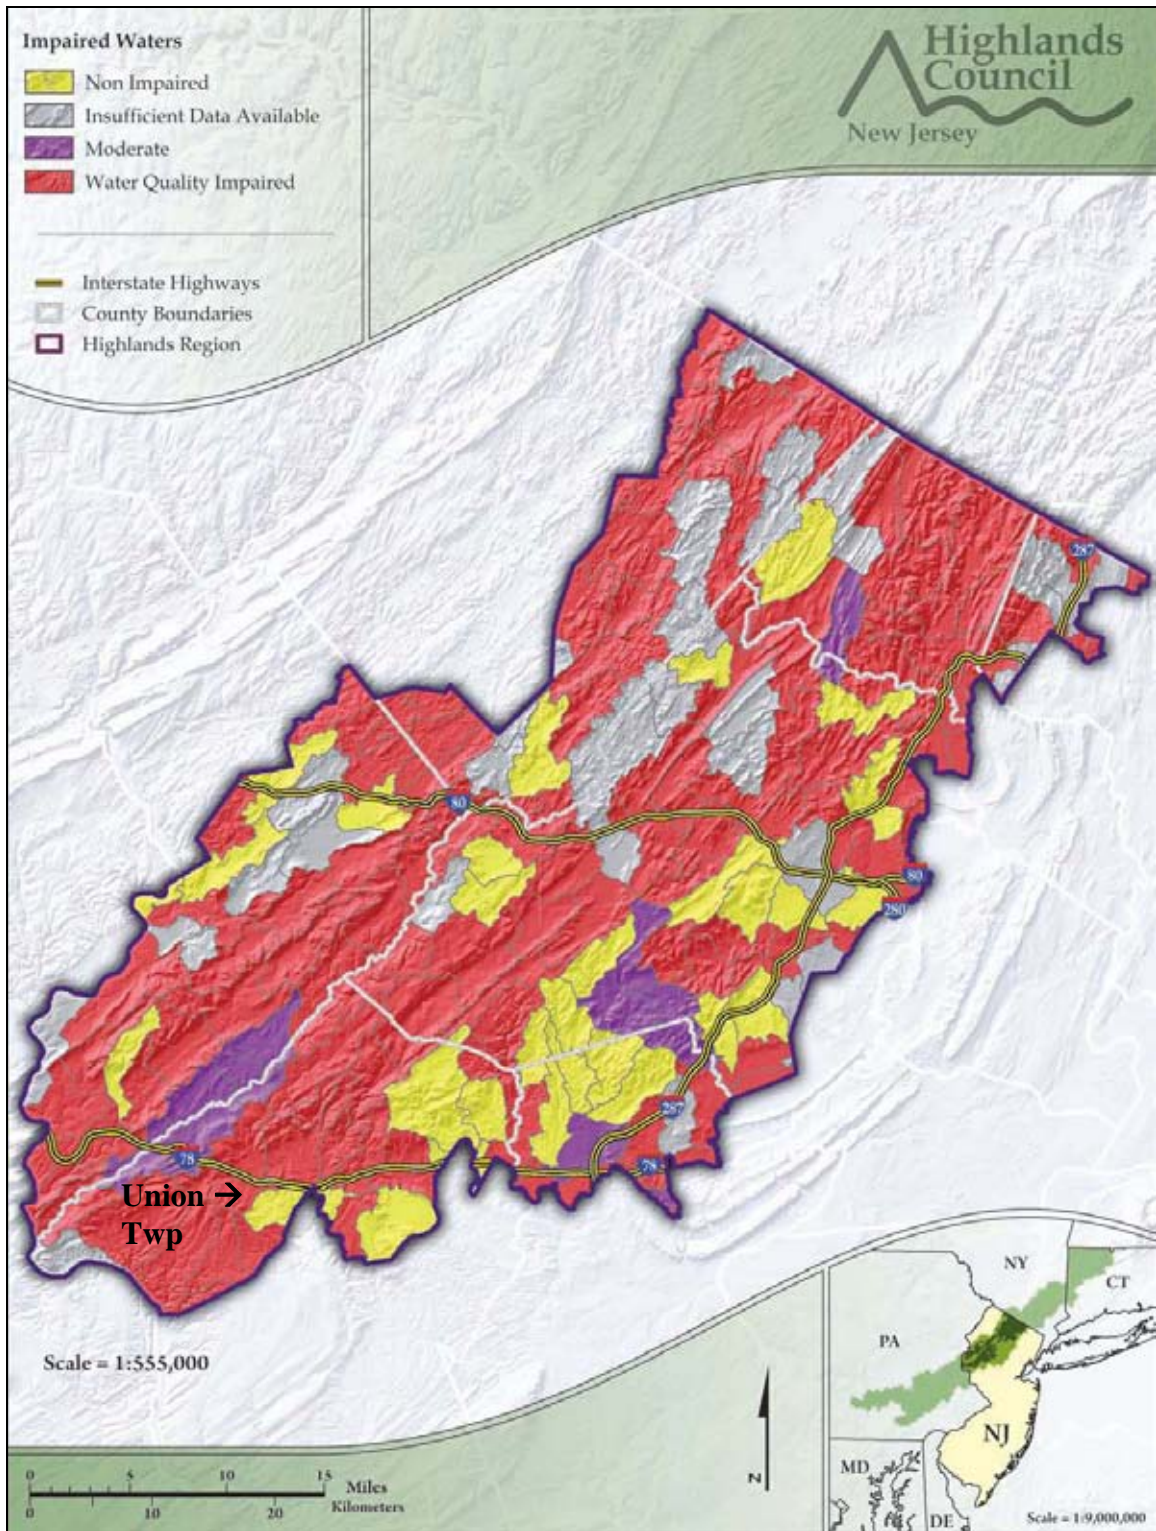 Impaired Waters
Non Impaired
Insufficient Data Available
Moderate
Water Quality Impaired
Interstate Highways
County Boundaries
Highlands Region
Highlands
Council
New Jersey
287
80
80
280
287
78
78
Union →
Twp
Scale = 1:555,000
0 5 10 15
Miles
Kilometers
0 10 20
N
NY
CT
PA
NJ
MD
DE
Scale = 1:9,000,000